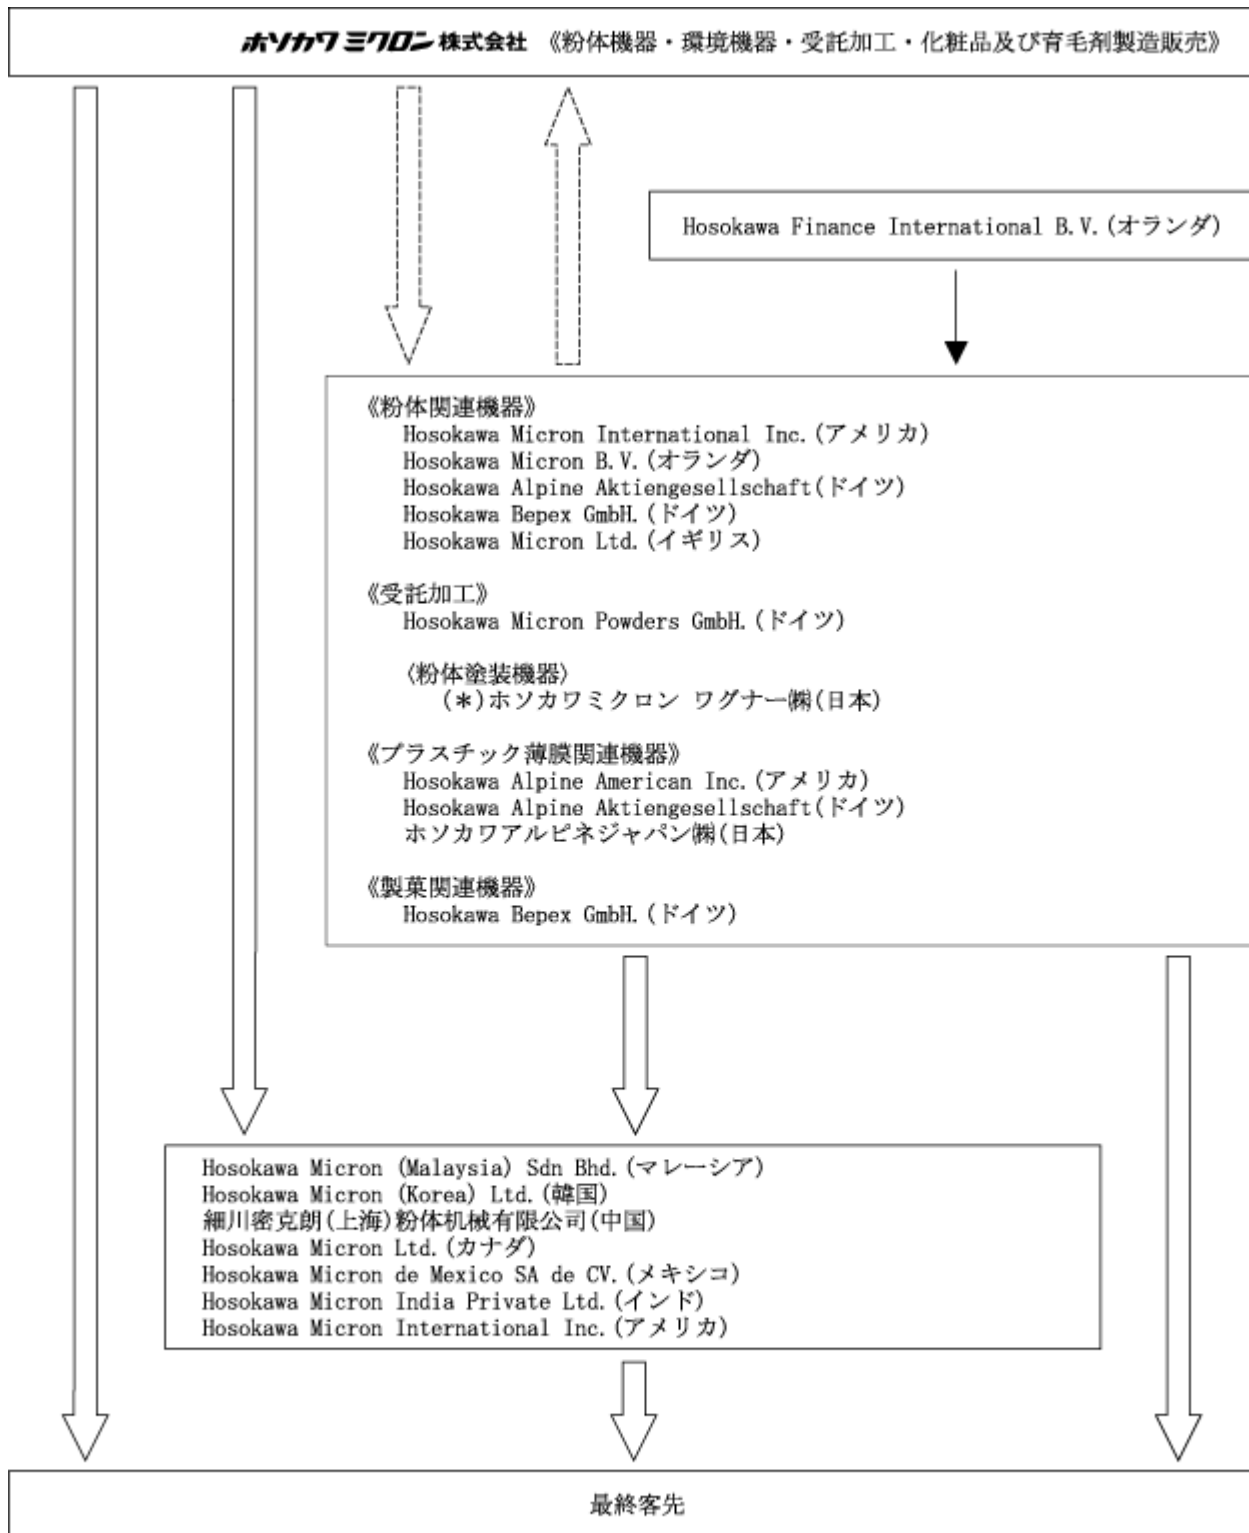 ホソカワミクロン株式会社 《粉体機器・環境機器・受託加工・化粧品及び育毛剤製造販売》
Hosokawa Finance International B.V.(オランダ)
《粉体関連機器》
Hosokawa Micron International Inc.(アメリカ)
Hosokawa Micron B.V.(オランダ)
Hosokawa Alpine Aktiengesellschaft(ドイツ)
Hosokawa Bepex GmbH.(ドイツ)
Hosokawa Micron Ltd.(イギリス)
《受託加工》
Hosokawa Micron Powders GmbH.(ドイツ)
〈粉体塗装機器〉
(*)ホソカワミクロン ワグナー㈱(日本)
《プラスチック薄膜関連機器》
Hosokawa Alpine American Inc.(アメリカ)
Hosokawa Alpine Aktiengesellschaft(ドイツ)
ホソカワアルピネジャパン㈱(日本)
《製菓関連機器》
Hosokawa Bepex GmbH.(ドイツ)
Hosokawa Micron (Malaysia) Sdn Bhd.(マレーシア)
Hosokawa Micron (Korea) Ltd.(韓国)
細川密克朗(上海)粉体机械有限公司(中国)
Hosokawa Micron Ltd.(カナダ)
Hosokawa Micron de Mexico SA de CV.(メキシコ)
Hosokawa Micron India Private Ltd.(インド)
Hosokawa Micron International Inc.(アメリカ)
最終客先